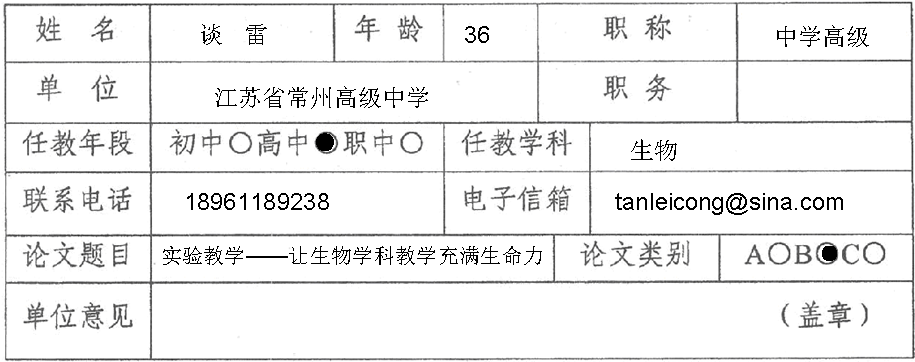 姓 名 谈 雷 年 龄 36 职 称 中学高级
单 位 江苏省常州高级中学 职 务
任教年段 初中○高中●职中○ 任教学科 生物
联系电话 18961189238 电子信箱 tanleicong@sina.com
论文题目 实验教学——让生物学科教学充满生命力 论文类别 A○B●C○
单位意见 （盖章）